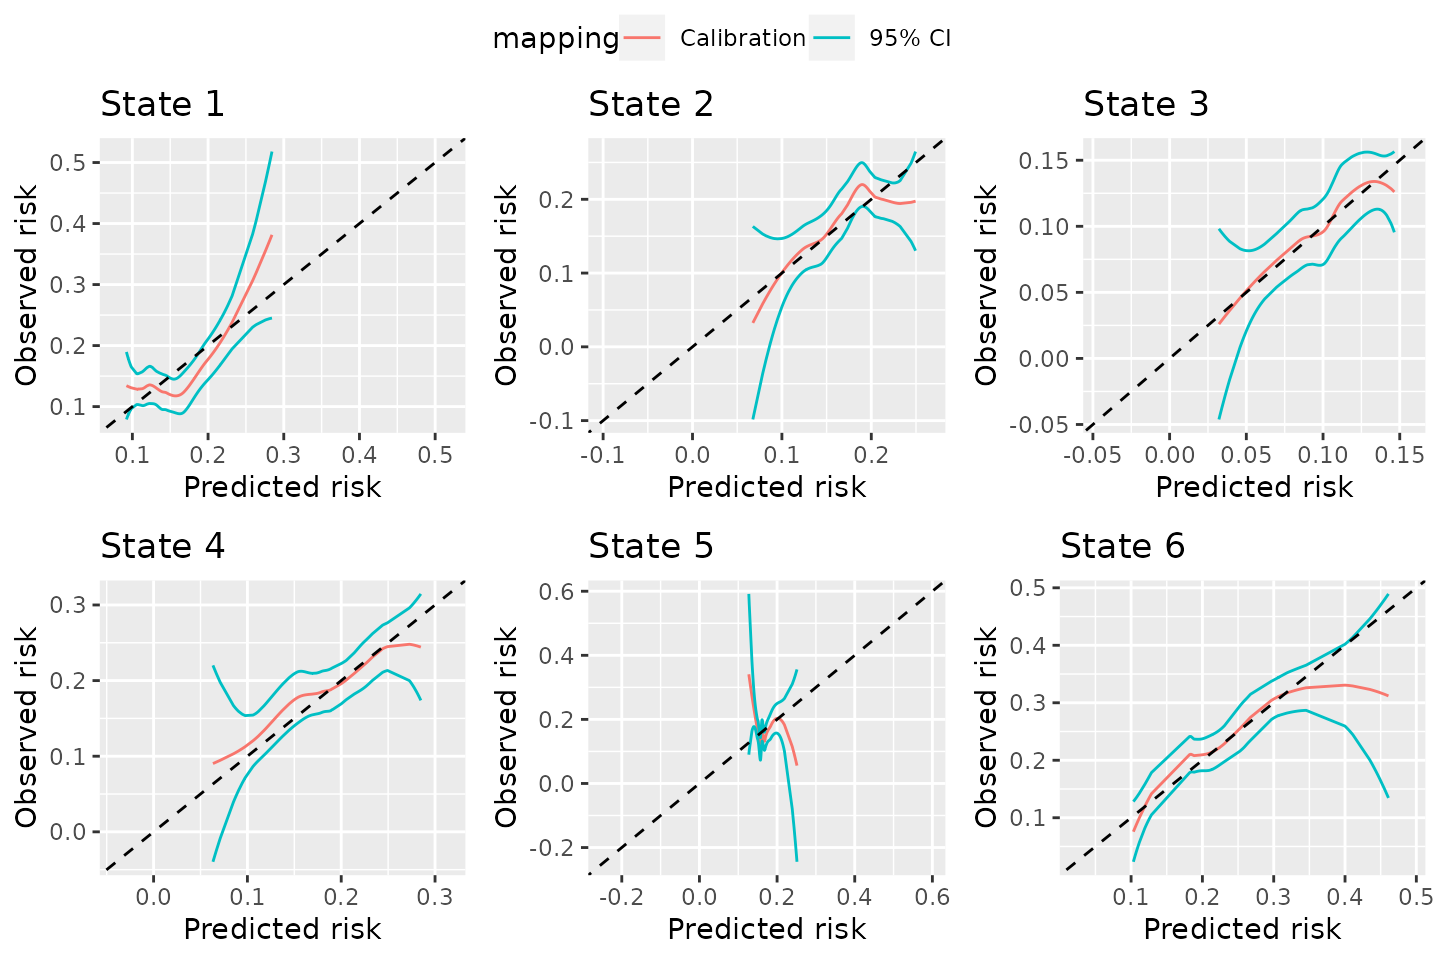 mapping Calibration 95% CI
State 1 State 2 State 3
Observed risk
0.5
0.4
0.3
0.2
0.1
0.1 0.2 0.3 0.4 0.5
Predicted risk
Observed risk
0.2
0.1
0.0
-0.1
-0.1 0.0 0.1 0.2
Predicted risk
Observed risk
0.15
0.10
0.05
0.00
-0.05
-0.05 0.00 0.05 0.10 0.15
Predicted risk
State 4 State 5 State 6
Observed risk
0.3
0.2
0.1
0.0
0.0 0.1 0.2 0.3
Predicted risk
Observed risk
0.6
0.4
0.2
0.0
-0.2
-0.2 0.0 0.2 0.4 0.6
Predicted risk
Observed risk
0.5
0.4
0.3
0.2
0.1
0.1 0.2 0.3 0.4 0.5
Predicted risk